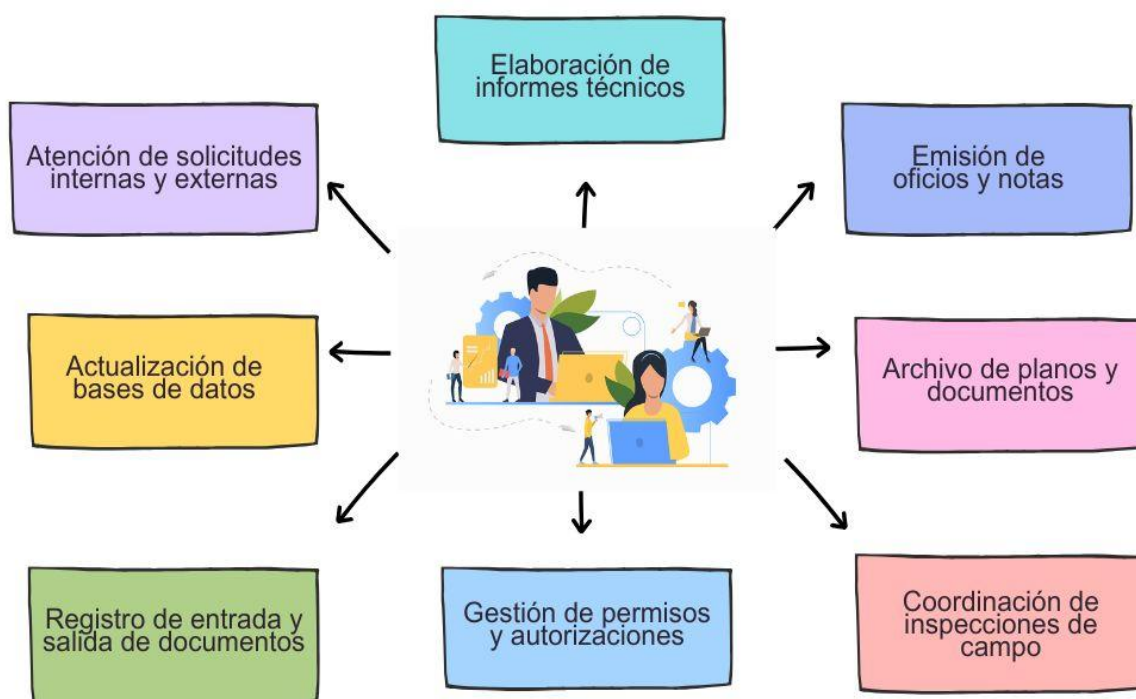 Elaboración de
informes técnicos
Atención de solicitudes
internas y externas
Emisión de
oficios y notas
Actualización de
bases de datos
Archivo de planos y
documentos
Registro de entrada y
salida de documentos
Gestión de permisos
y autorizaciones
Coordinación de
inspecciones de
campo